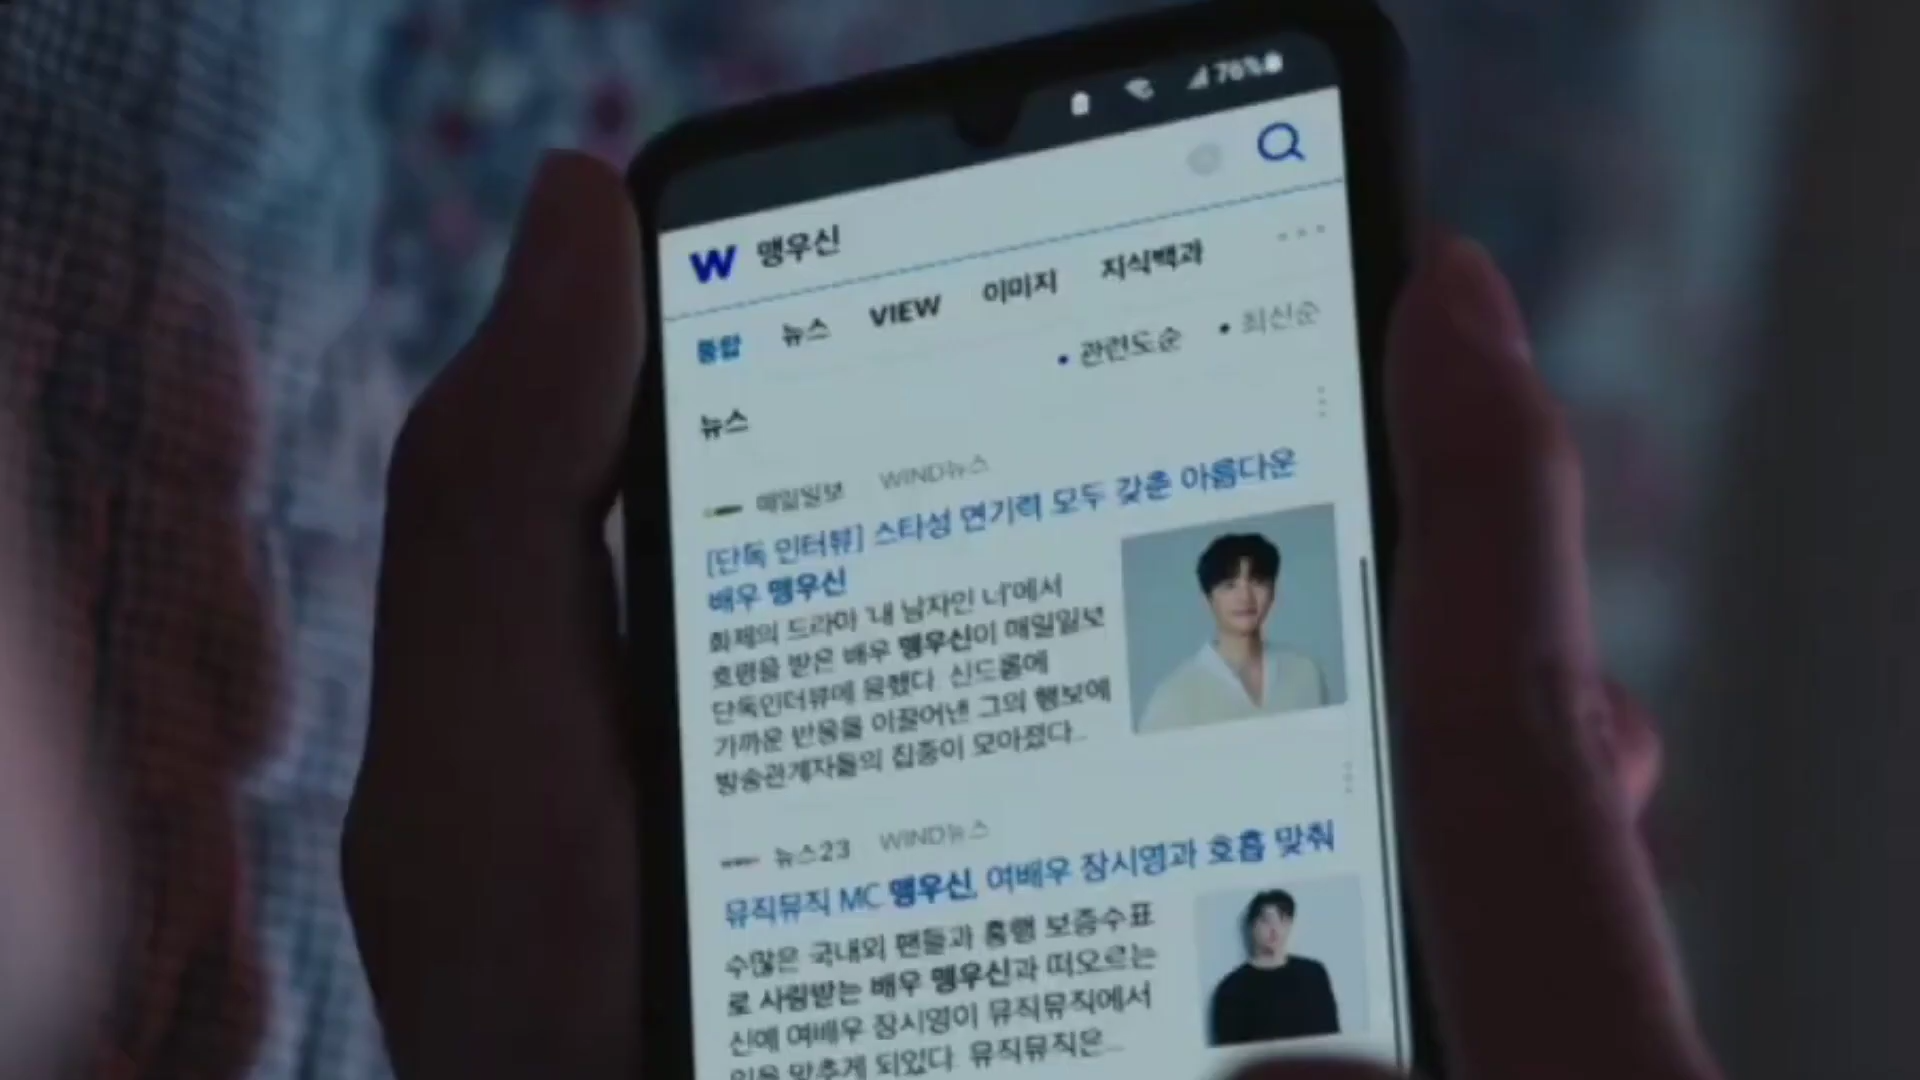 76%
W 맹우신
통합 뉴스 VIEW 이미지 지식백과 ...
• 관련도순 • 최신순
뉴스
매일일보 WIND뉴스
[단독 인터뷰] 스타성 연기력 모두 갖춘 아름다운
배우 맹우신
화제의 드라마 '내 남자인 너'에서
호평을 받은 배우 맹우신이 매일일보
단독인터뷰에 응했다. 신드롬에
가까운 반응을 이끌어낸 그의 행보에
방송관계자들의 집중이 모아졌다...
뉴스23 WIND뉴스
뮤직뮤직 MC 맹우신, 여배우 장시영과 호흡 맞춰
수많은 국내외 팬들과 흥행 보증수표
로 사랑받는 배우 맹우신과 떠오르는
신예 여배우 장시영이 뮤직뮤직에서
맞추게 되었다. 뮤직뮤직은...